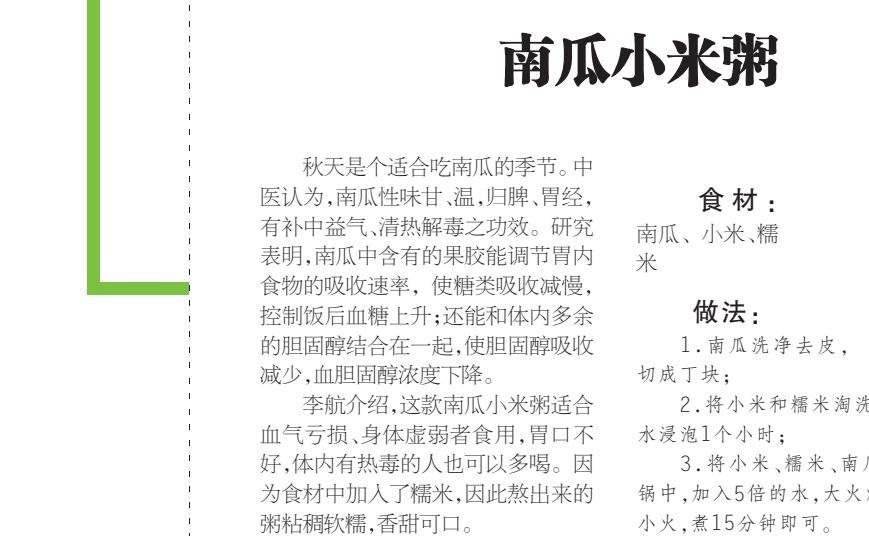 南瓜小米粥
秋天是个适合吃南瓜的季节。中
医认为,南瓜性味甘、温,归脾、胃经,
有补中益气、清热解毒之功效。研究
表明,南瓜中含有的果胶能调节胃内
食物的吸收速率,使糖类吸收减慢,
控制饭后血糖上升;还能和体内多余
的胆固醇结合在一起,使胆固醇吸收
减少,血胆固醇浓度下降。
李航介绍,这款南瓜小米粥适合
血气亏损、身体虚弱者食用,胃口不
好,体内有热毒的人也可以多喝。因
为食材中加入了糯米,因此熬出来的
粥粘稠软糯,香甜可口。
食材:
南瓜、小米、糯
米
做法:
1.南瓜洗净去皮,
切成丁块;
2.将小米和糯米淘洗
水浸泡1个小时;
3.将小米、糯米、南
锅中,加入5倍的水,大火
小火,煮15分钟即可。